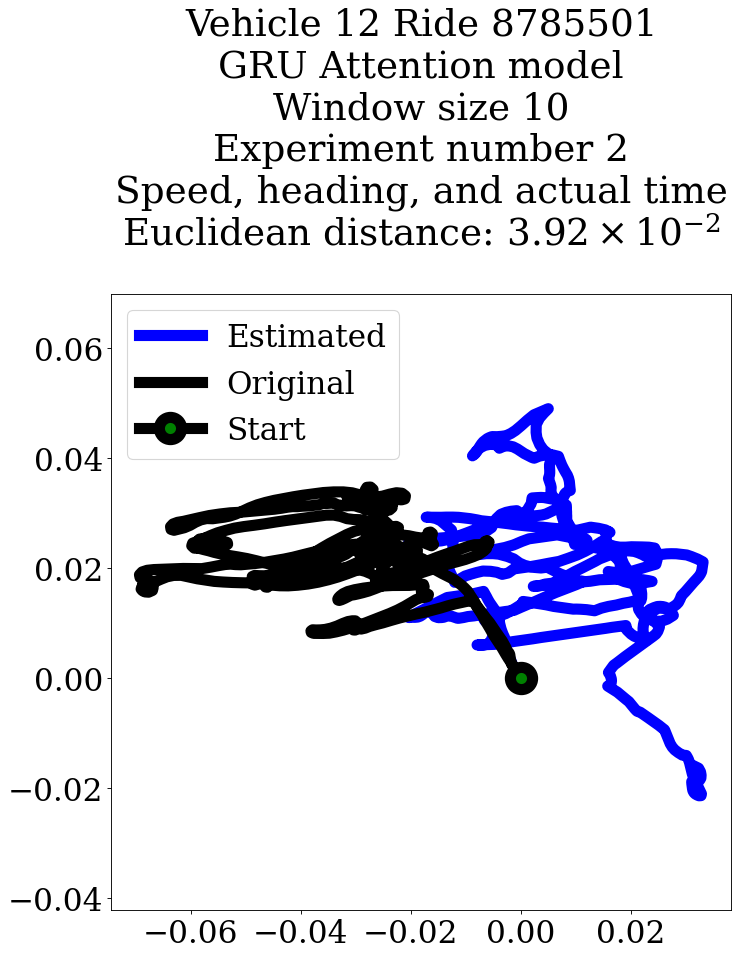 Vehicle 12 Ride 8785501
GRU Attention model
Window size 10
Experiment number 2
Speed, heading, and actual time
Euclidean distance: 3.92 × 10⁻²
Estimated
Original
Start
0.06
0.04
0.02
0.00
−0.02
−0.04
−0.06 −0.04 −0.02 0.00 0.02